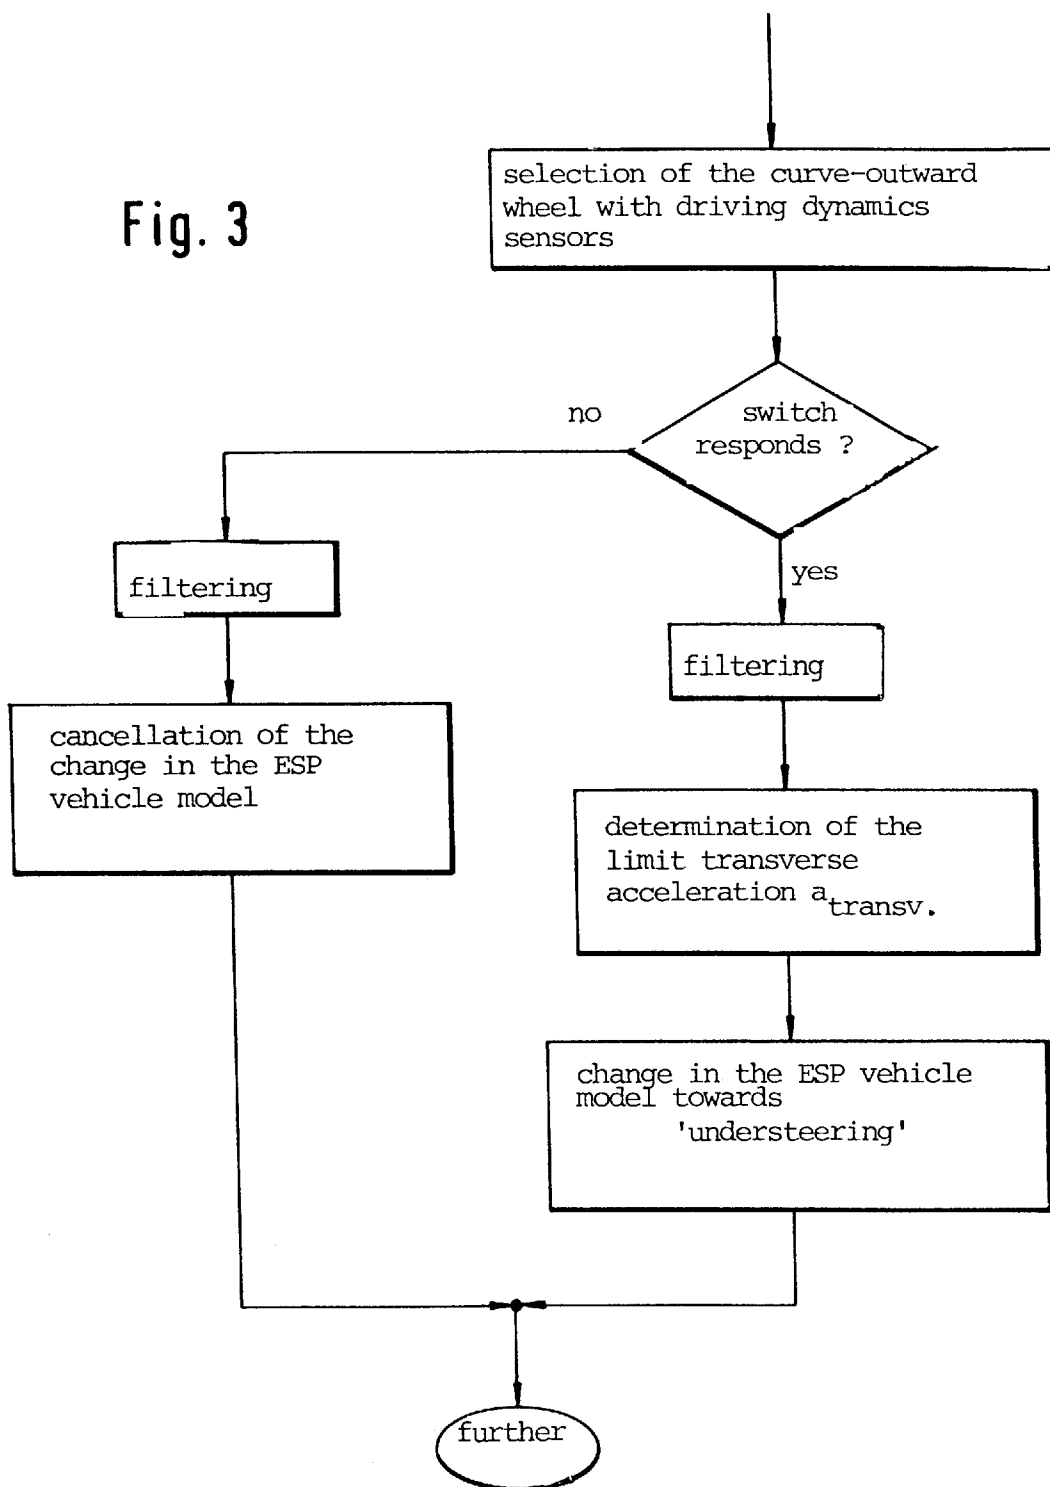 Fig. 3
selection of the curve-outward
wheel with driving dynamics
sensors
no
switch
responds ?
filtering
yes
filtering
cancellation of the
change in the ESP
vehicle model
determination of the
limit transverse
acceleration a transv.
change in the ESP vehicle
model towards
'understeering'
further